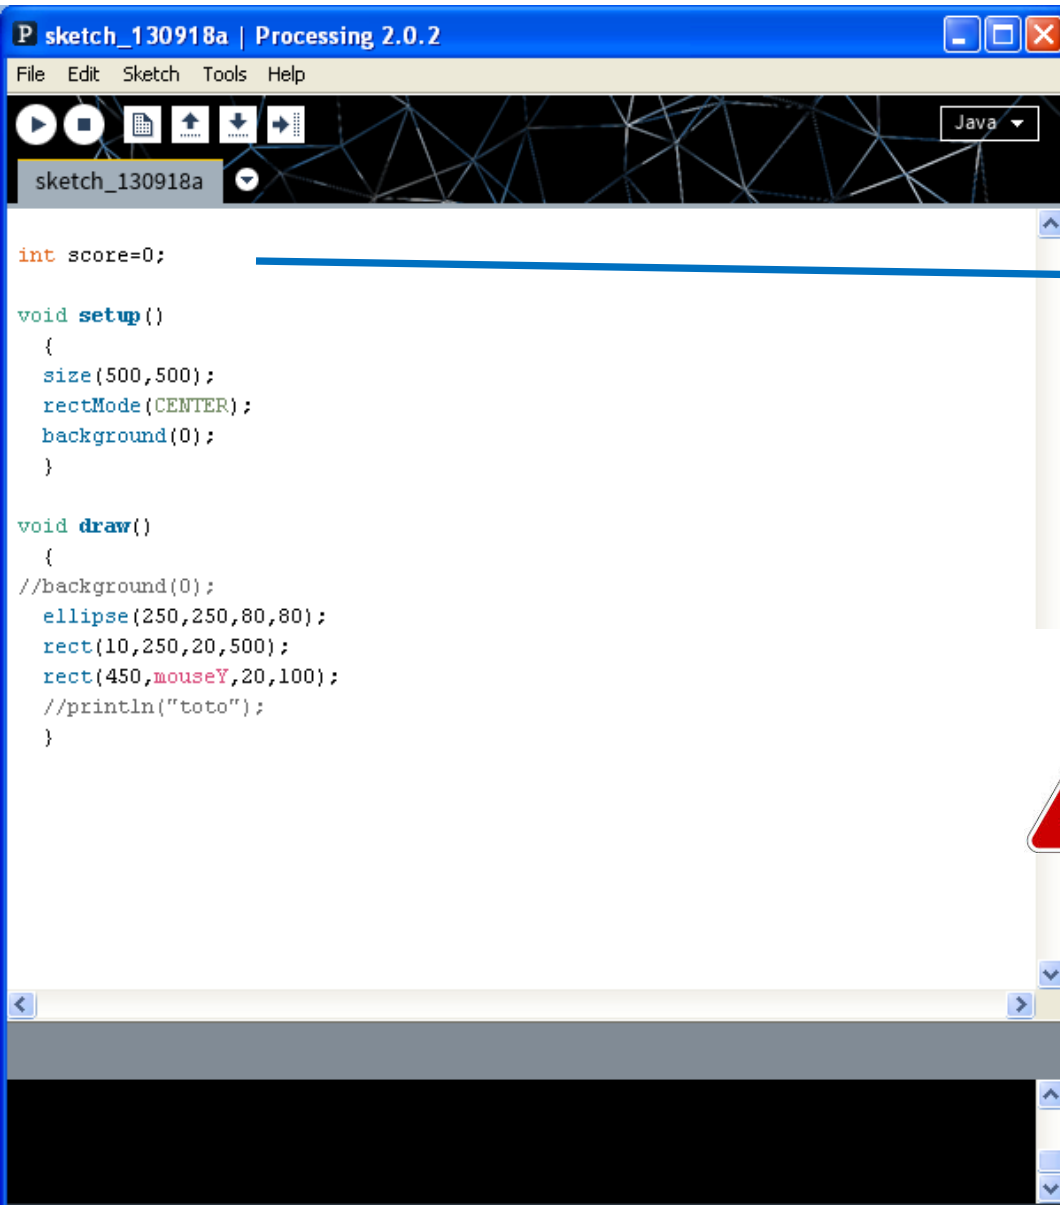 P sketch_130918a | Processing 2.0.2
File Edit Sketch Tools Help
Java
sketch_130918a
int score=0;
void setup()
{
size(500,500);
rectMode(CENTER);
background(0);
}
void draw()
{
//background(0);
ellipse(250,250,80,80);
rect(10,250,20,500);
rect(450,mouseY,20,100);
//println("toto");
}